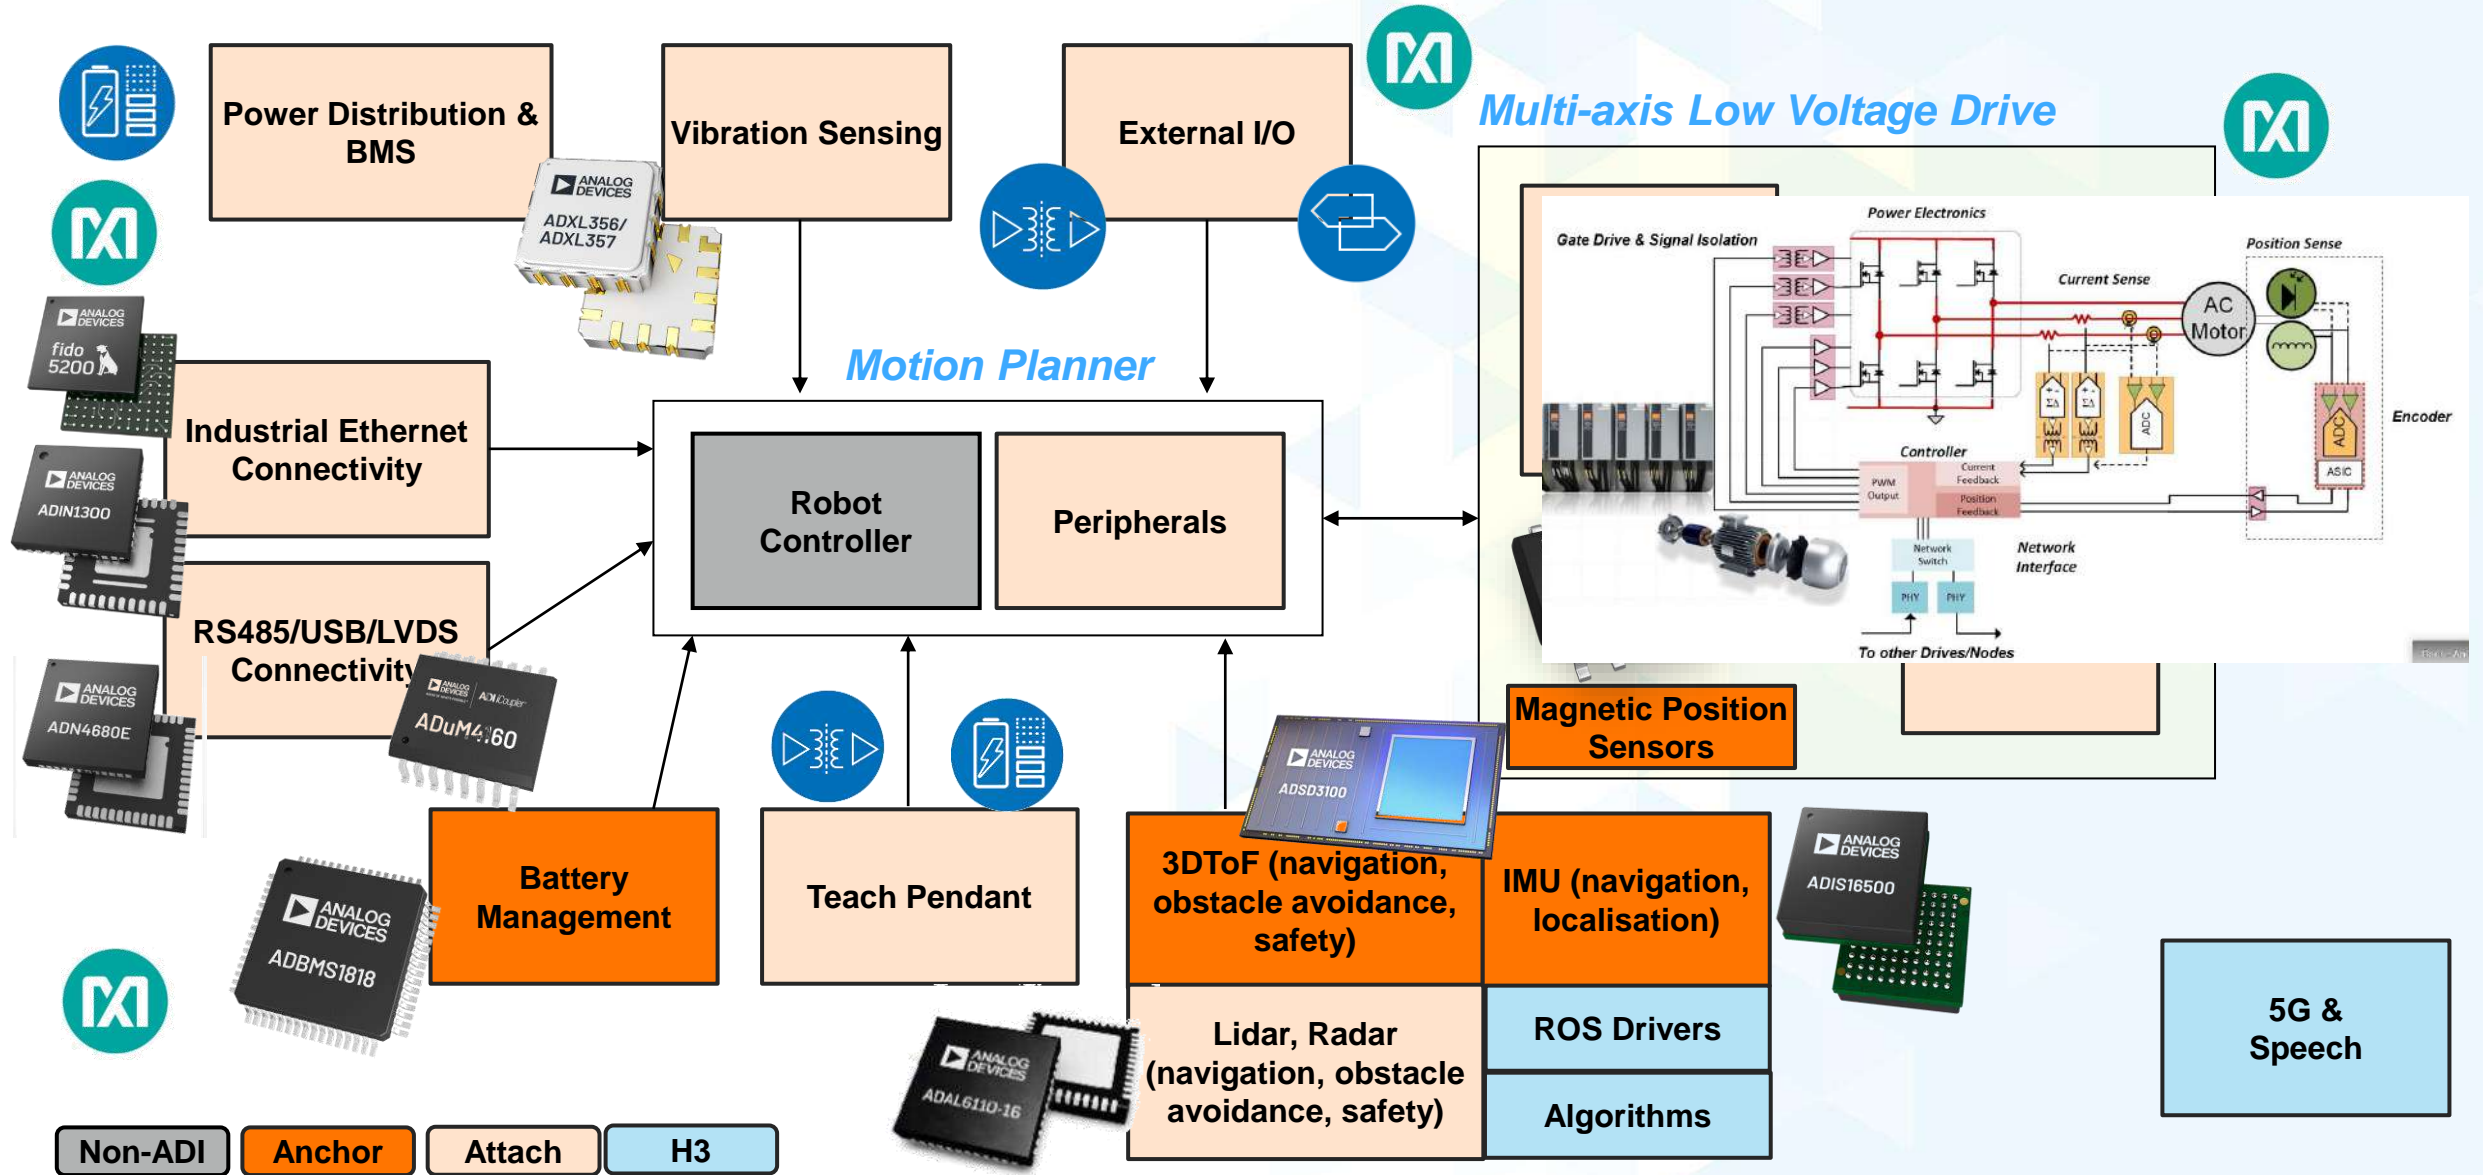 Power Distribution &
BMS
Vibration Sensing
External I/O
Multi-axis Low Voltage Drive
ANALOG
DEVICES
ADXL356/
ADXL357
Power Electronics
Gate Drive & Signal Isolation
Position Sense
Current Sense
AC
Motor
ΣΔ
ΣΔ
ADC
ADC
ASIC
Encoder
Controller
Current
Feedback
PWM
Output
Position
Feedback
Network
Switch
Network
Interface
PHY
PHY
To other Drives/Nodes
ANALOG
DEVICES
fido
5200
Motion Planner
Industrial Ethernet
Connectivity
Robot
Controller
Peripherals
ANALOG
DEVICES
ADIN1300
RS485/USB/LVDS
Connectivity
ANALOG
DEVICES
ADN4680E
ANALOG
DEVICES
iCoupler
Magnetic Position
Sensors
ANALOG
DEVICES
ADSD3100
Battery
Management
Teach Pendant
3DToF (navigation,
obstacle avoidance,
safety)
IMU (navigation,
localisation)
ANALOG
DEVICES
ADIS16500
ANALOG
DEVICES
ADBMS1818
ANALOG
DEVICES
ADAL6110-16
Lidar, Radar
(navigation, obstacle
avoidance, safety)
ROS Drivers
Algorithms
5G &
Speech
Non-ADI
Anchor
Attach
H3